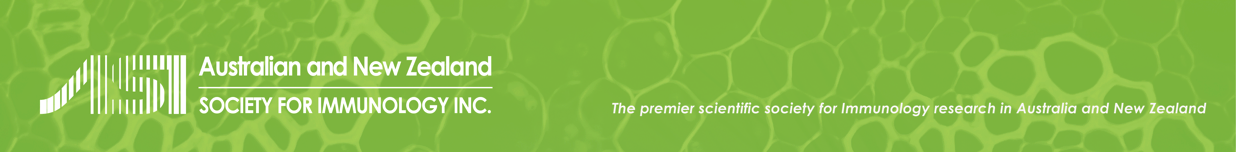 ASI
Australian and New Zealand
SOCIETY FOR IMMUNOLOGY INC.
The premier scientific society for Immunology research in Australia and New Zealand